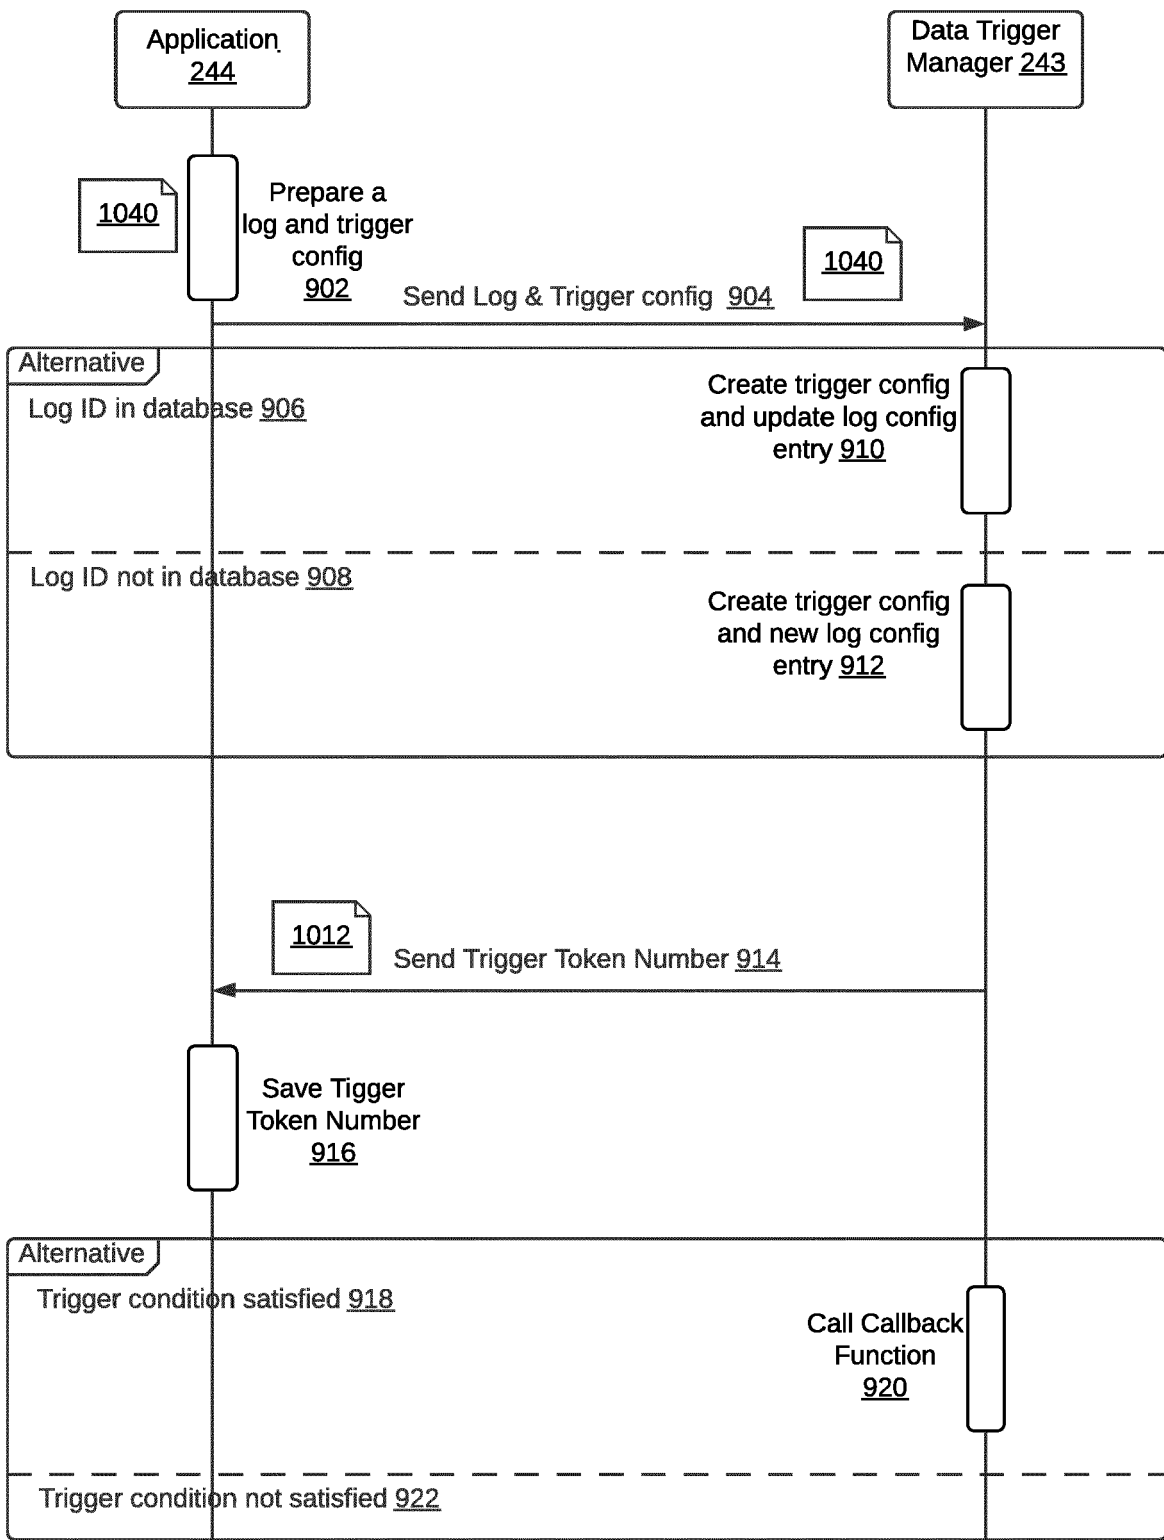 Application
244
Data Trigger
Manager 243
1040
Prepare a
log and trigger
config
902
1040
Send Log & Trigger config 904
Alternative
Log ID in database 906
Create trigger config
and update log config
entry 910
Log ID not in database 908
Create trigger config
and new log config
entry 912
1012
Send Trigger Token Number 914
Save Tigger
Token Number
916
Alternative
Trigger condition satisfied 918
Call Callback
Function
920
Trigger condition not satisfied 922